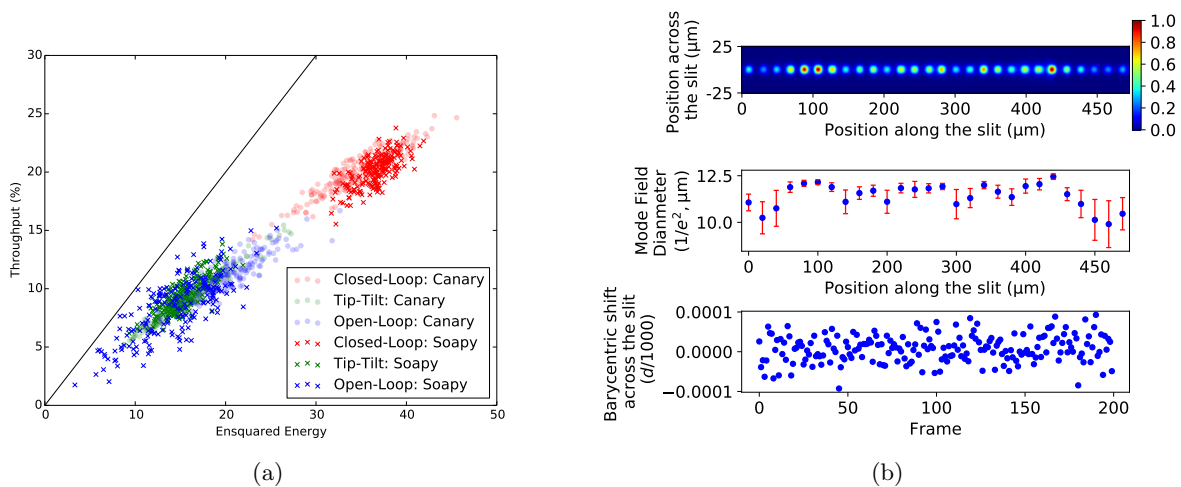 30
25
20
15
10
5
0
Throughput (%)
0 10 20 30 40 50
Ensquared Energy
Closed-Loop: Canary
Tip-Tilt: Canary
Open-Loop: Canary
Closed-Loop: Soapy
Tip-Tilt: Soapy
Open-Loop: Soapy
(a)
Position across
the slit (μm)
25
-25
0 100 200 300 400 450
Position along the slit (μm)
1.0
0.8
0.6
0.4
0.2
0.0
Mode Field
Diammeter
(1/e², μm)
12.5
10.0
0 100 200 300 400 450
Position along the slit (μm)
Barycentric shift
across the slit
(d/1000)
0.0001
0.0000
−0.0001
0 50 100 150 200
Frame
(b)